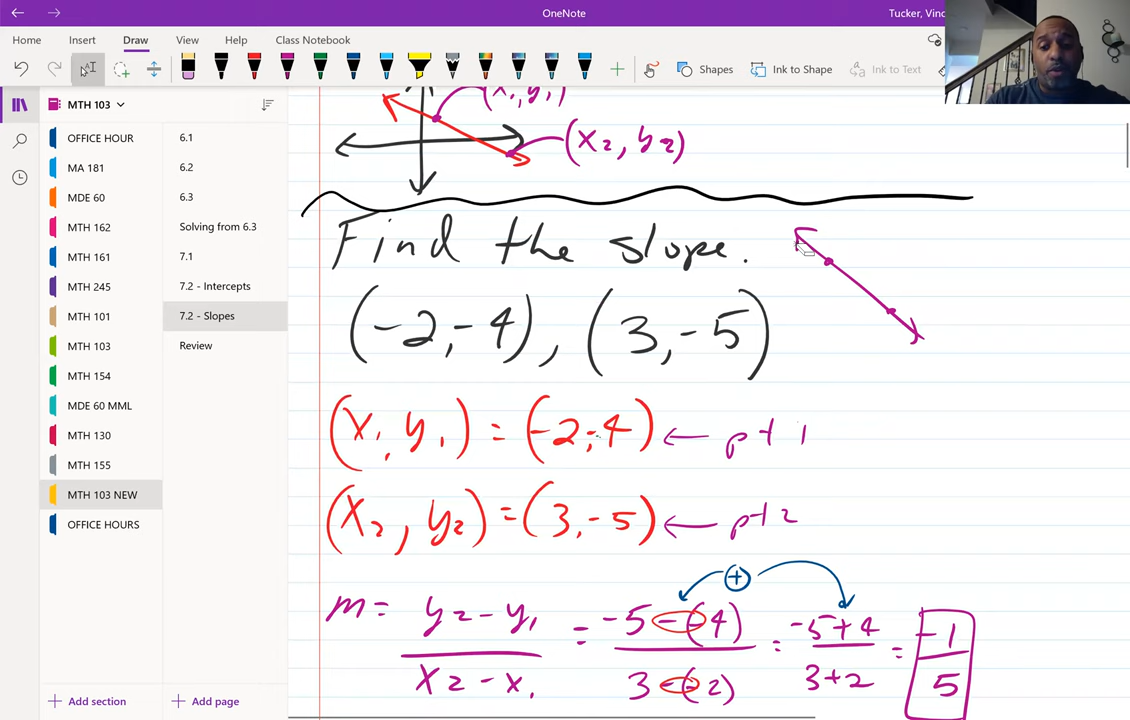 OneNote
Tucker, Vinc
Home Insert Draw View Help Class Notebook
Shapes Ink to Shape Ink to Text
MTH 103
OFFICE HOUR
MA 181
MDE 60
MTH 162
MTH 161
MTH 245
MTH 101
MTH 103
MTH 154
MDE 60 MML
MTH 130
MTH 155
MTH 103 NEW
OFFICE HOURS
Add section
6.1
6.2
6.3
Solving from 6.3
7.1
7.2 - Intercepts
7.2 - Slopes
Review
Add page
(x₁, y₁)
(x₂, y₂)
Find the slope.
(-2, -4), (3, -5)
(x₁, y₁) = (-2, -4) ← pt 1
(x₂, y₂) = (3, -5) ← pt 2
+
m = y₂ - y₁ / x₂ - x₁ = -5 - (-4) / 3 - (-2) = -5 + 4 / 3 + 2 = -1 / 5